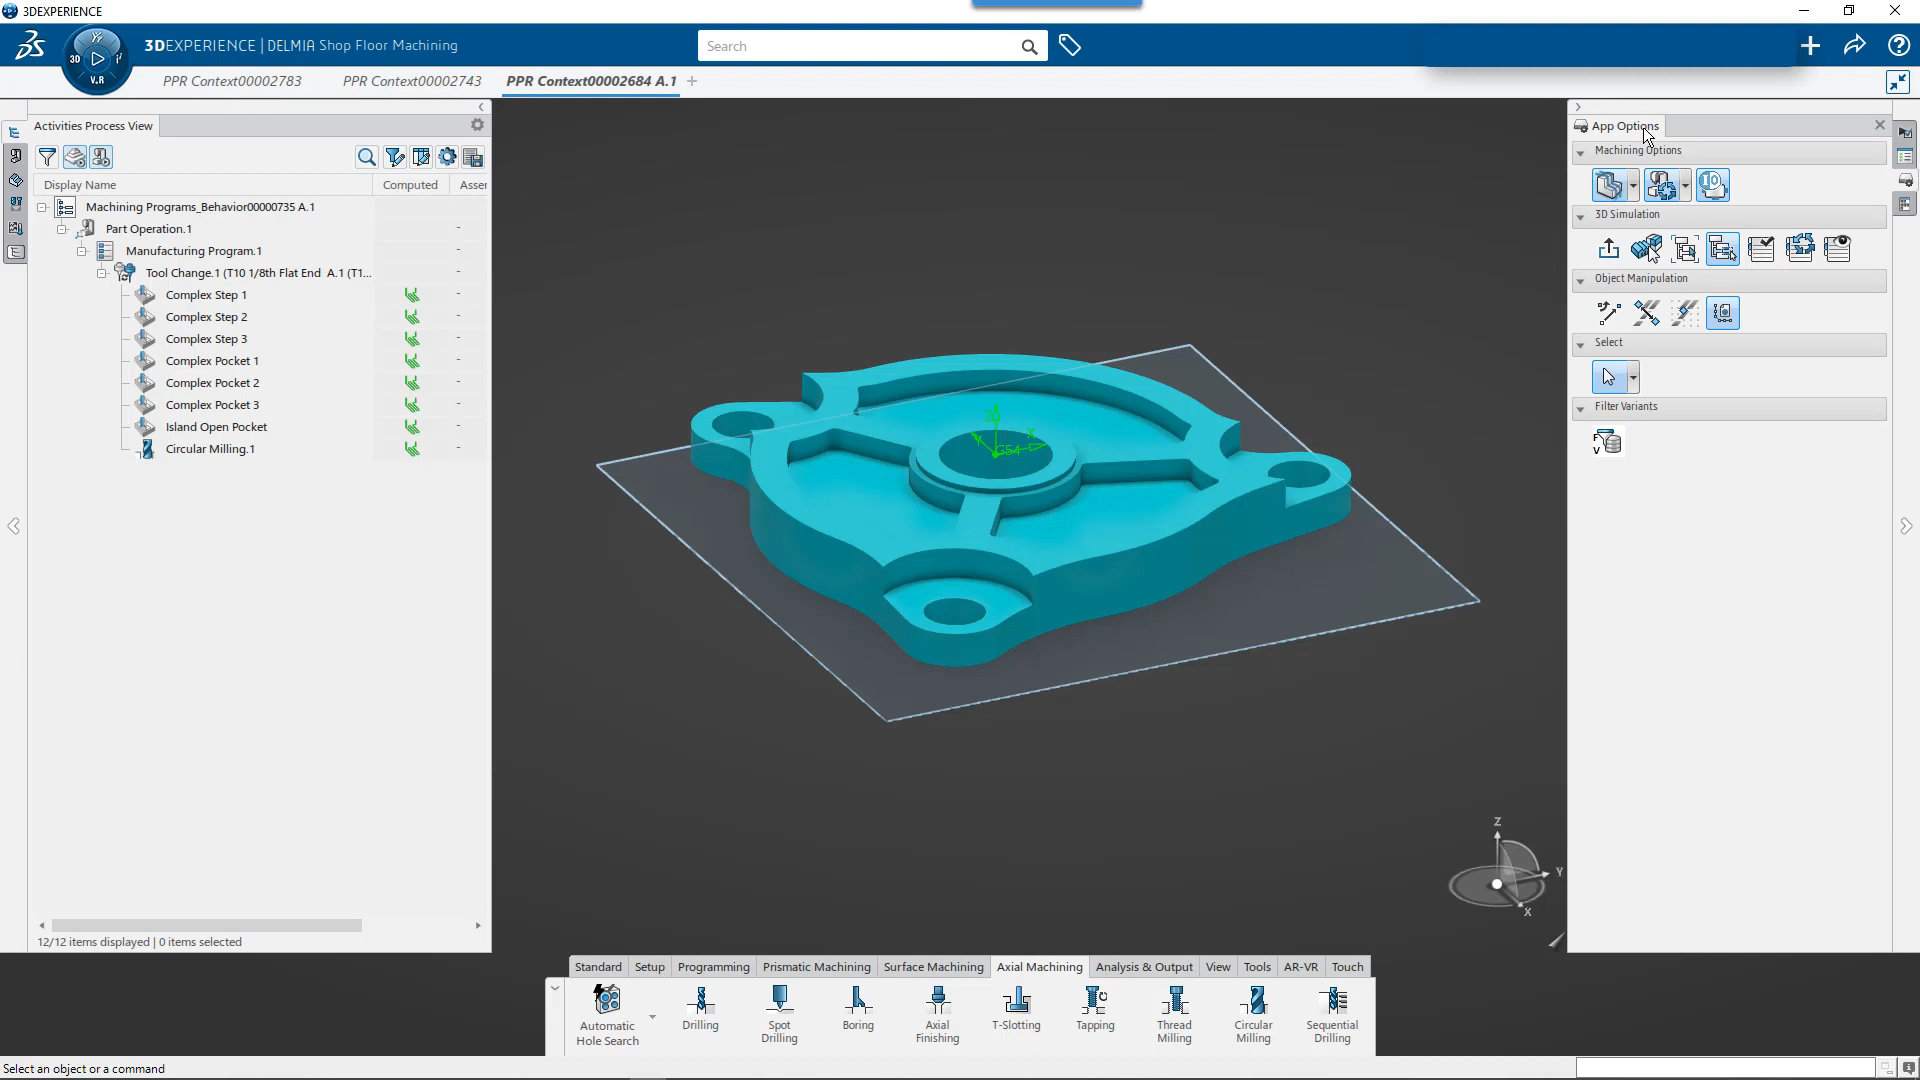 3DEXPERIENCE
3DEXPERIENCE | DELMIA Shop Floor Machining
Search
3D
V.R
PPR Context00002783
PPR Context00002743
PPR Context00002684 A.1
Activities Process View
Display Name
Computed
Asser
Machining Programs_Behavior00000735 A.1
Part Operation.1
-
Manufacturing Program.1
-
Tool Change.1 (T10 1/8th Flat End A.1 (T1...
-
Complex Step 1
-
Complex Step 2
-
Complex Step 3
-
Complex Pocket 1
-
Complex Pocket 2
-
Complex Pocket 3
-
Island Open Pocket
-
Circular Milling.1
-
12/12 items displayed | 0 items selected
Z
X
Y
G54
Z
Y
X
App Options
Machining Options
3D Simulation
Object Manipulation
Select
Filter Variants
F
V
Standard
Setup
Programming
Prismatic Machining
Surface Machining
Axial Machining
Analysis & Output
View
Tools
AR-VR
Touch
Automatic
Hole Search
Drilling
Spot
Drilling
Boring
Axial
Finishing
T-Slotting
Tapping
Thread
Milling
Circular
Milling
Sequential
Drilling
Select an object or a command